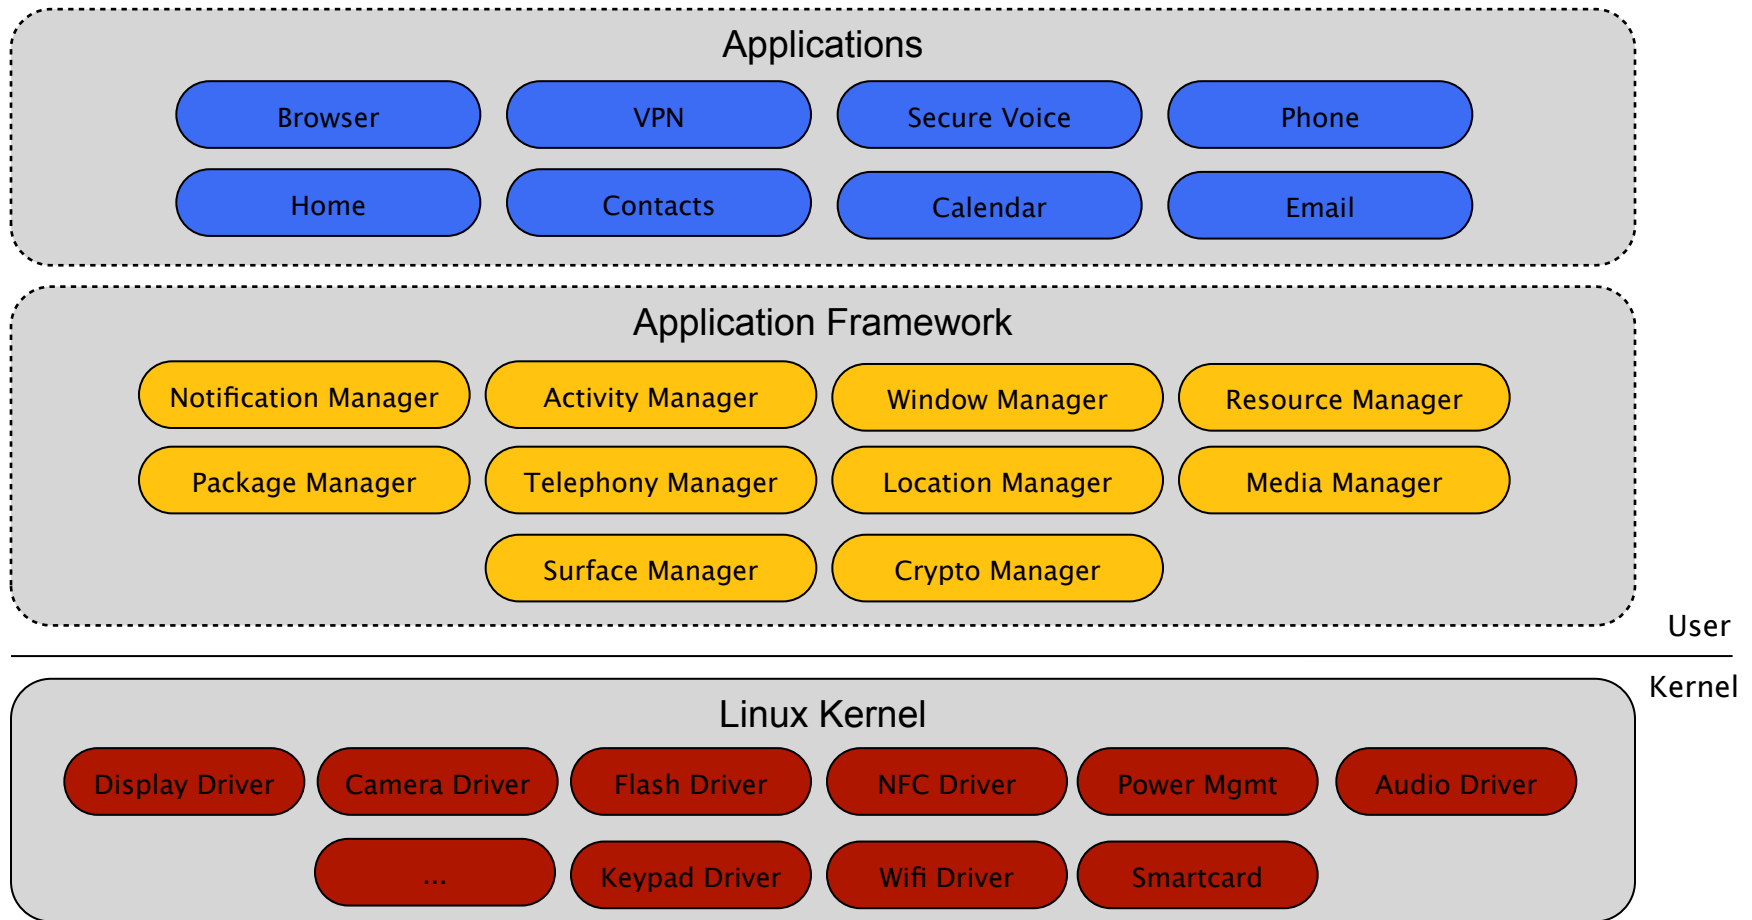 Applications
Browser VPN Secure Voice Phone
Home Contacts Calendar Email
Application Framework
Notification Manager Activity Manager Window Manager Resource Manager
Package Manager Telephony Manager Location Manager Media Manager
Surface Manager Crypto Manager
User
Kernel
Linux Kernel
Display Driver Camera Driver Flash Driver NFC Driver Power Mgmt Audio Driver
... Keypad Driver Wifi Driver Smartcard